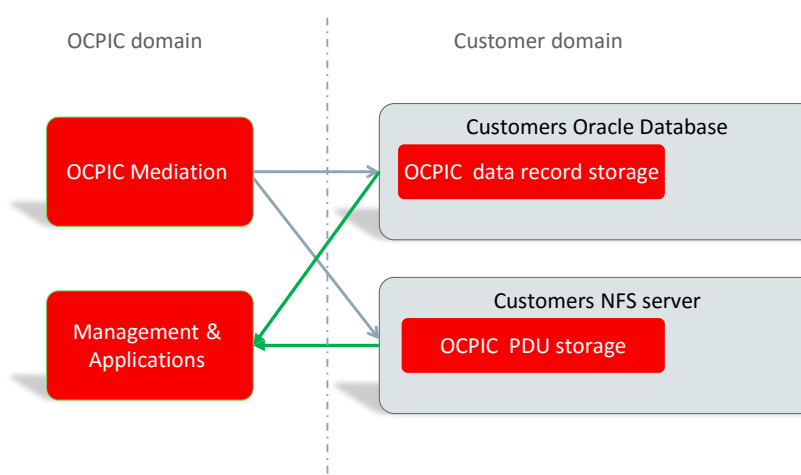 OCPIC domain
Customer domain
OCPIC Mediation
Customers Oracle Database
OCPIC data record storage
Management &
Applications
Customers NFS server
OCPIC PDU storage